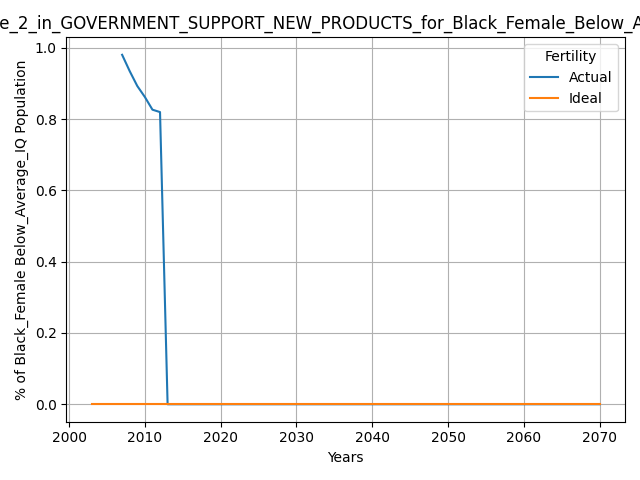 e_2_in_GOVERNMENT_SUPPORT_NEW_PRODUCTS_for_Black_Female_Below_A
Fertility
Actual
Ideal
% of Black_Female Below_Average_IQ Population
1.0
0.8
0.6
0.4
0.2
0.0
2000 2010 2020 2030 2040 2050 2060 2070
Years